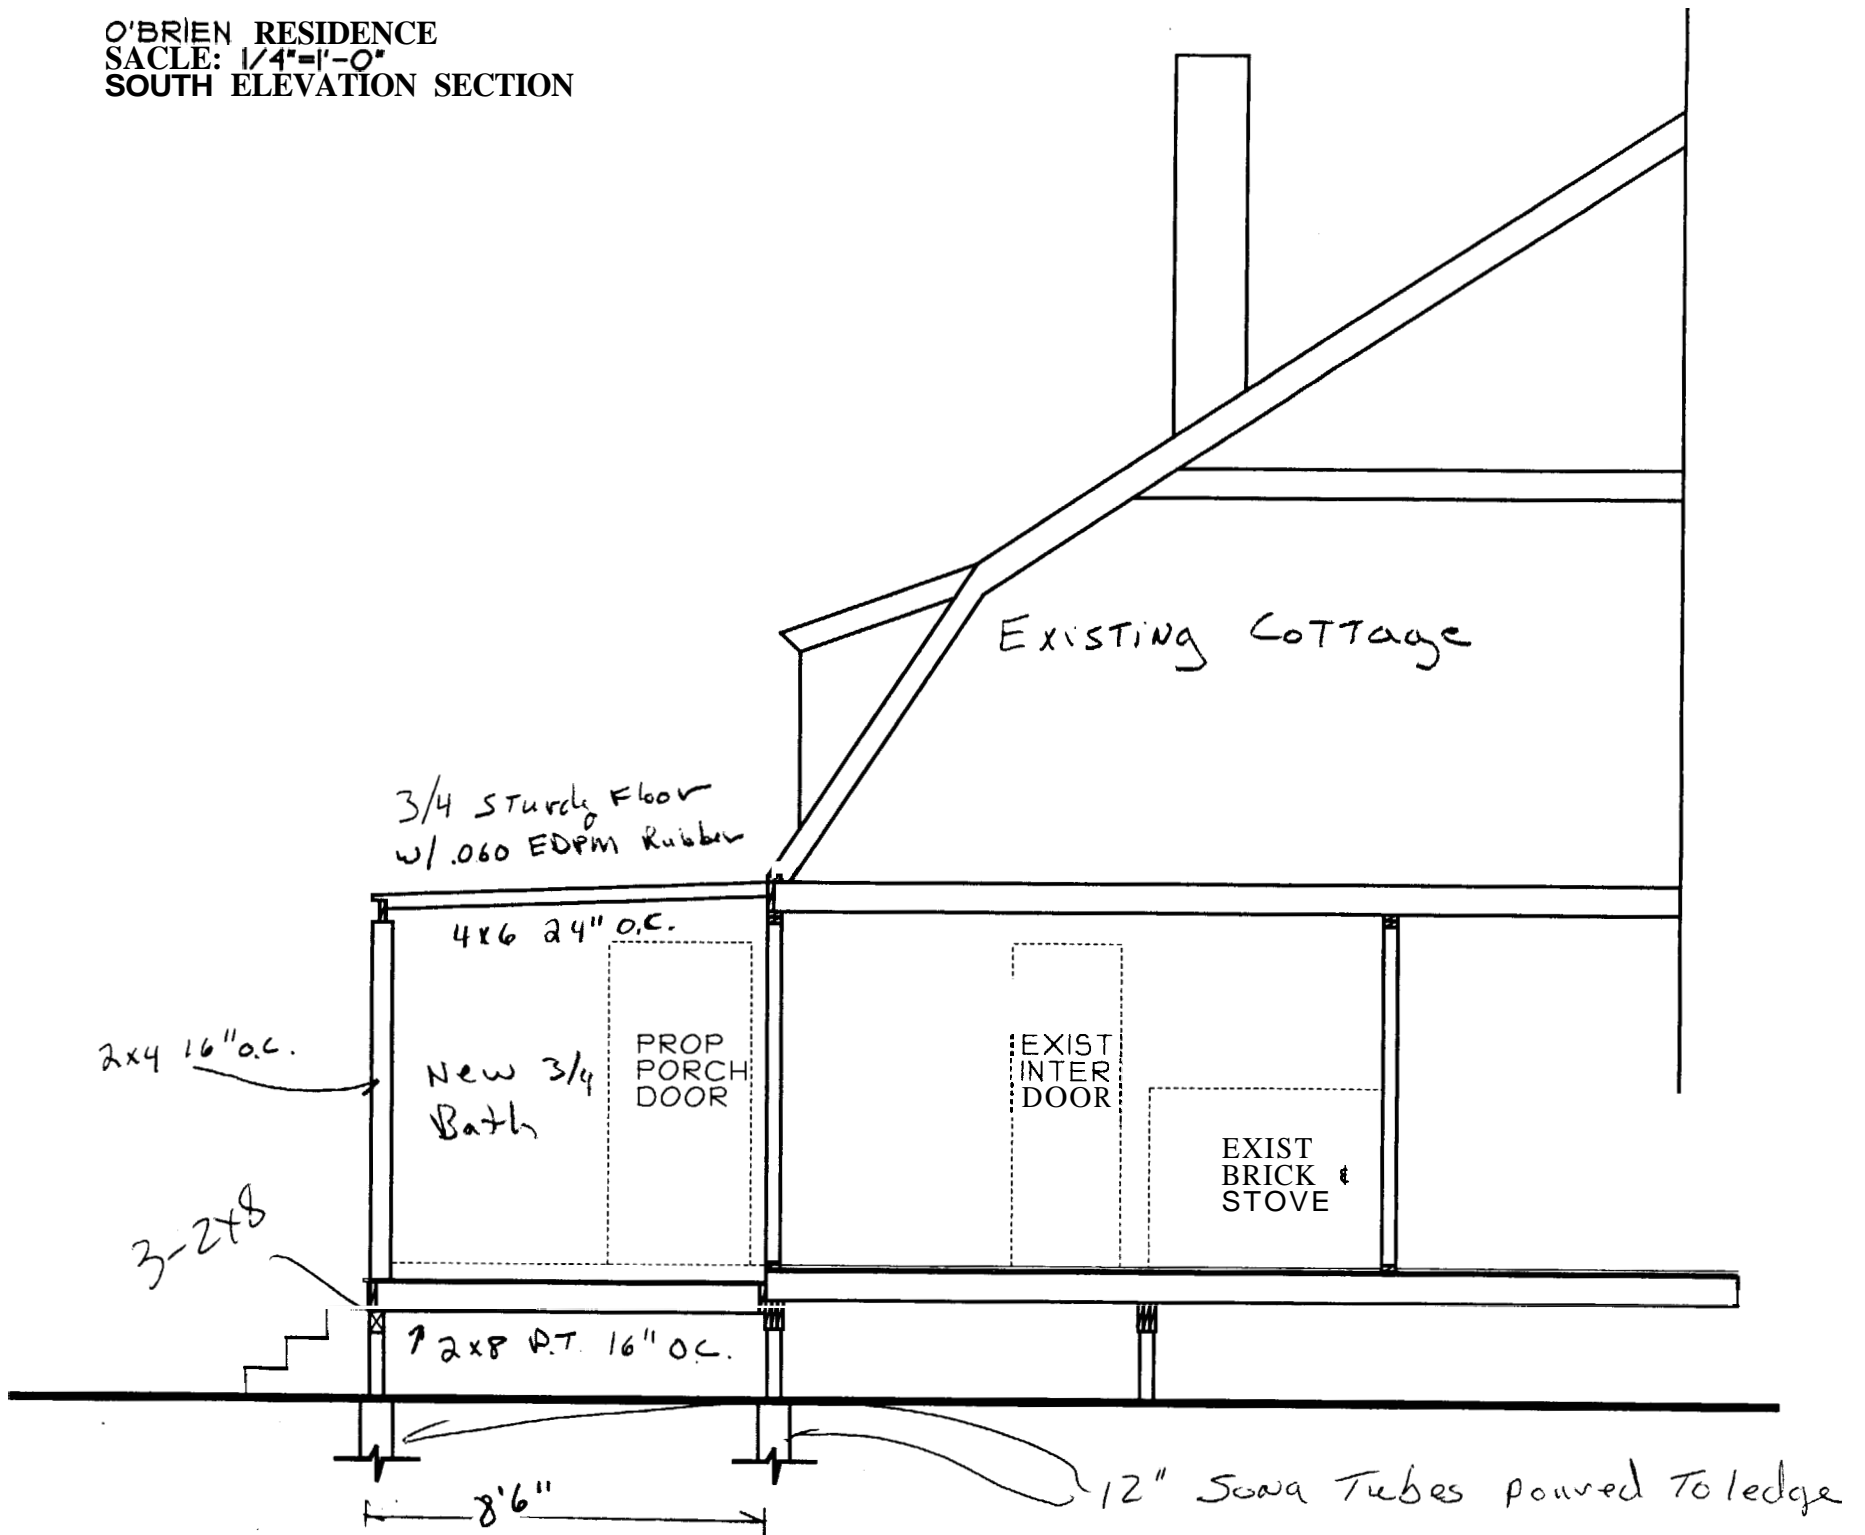 O'BRIEN RESIDENCE
SACLE: 1/4"=1'-0"
SOUTH ELEVATION SECTION
Existing Cottage
3/4 Sturdy Floor
w/ .060 EDPM Rubber
4x6 24" O.C.
2x4 16" o.c.
New 3/4
Bath
PROP
PORCH
DOOR
EXIST
INTER
DOOR
EXIST
BRICK &
STOVE
3-2x8
2x8 P.T. 16" O.C.
12" Sona Tubes poured To ledge
8'6"